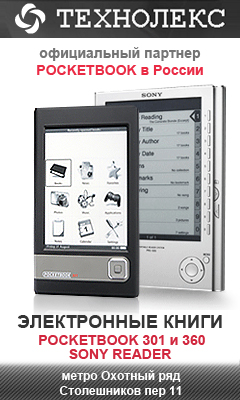 ТЕХНОЛЕКС
официальный партнер
POCKETBOOK в России
SONY
POCKETBOOK
ЭЛЕКТРОННЫЕ КНИГИ
POCKETBOOK 301 и 360
SONY READER
метро Охотный ряд
Столешников пер 11